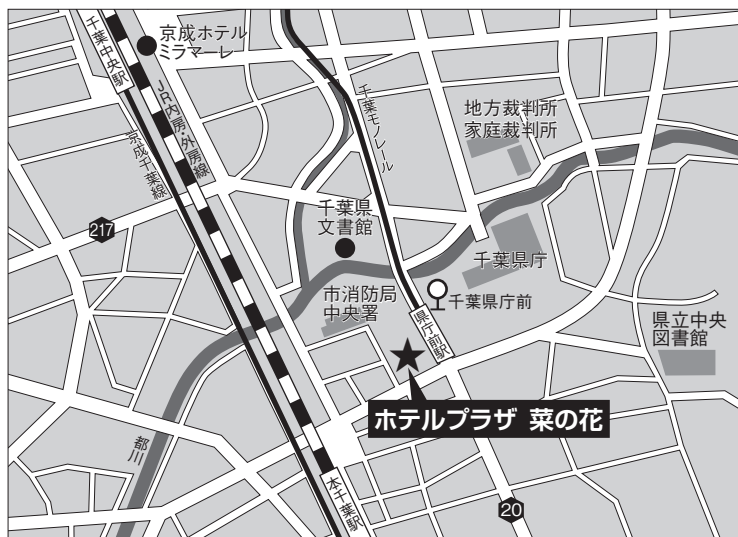 千葉中央駅
京成ホテル
ミラマーレ
JR内房・外房線
京成千葉線
千葉モノレール
地方裁判所
家庭裁判所
217
千葉県
文書館
千葉県庁
市消防局
中央署
千葉県庁前
県庁前駅
県立中央
図書館
ホテルプラザ 菜の花
都川
本千葉駅
20